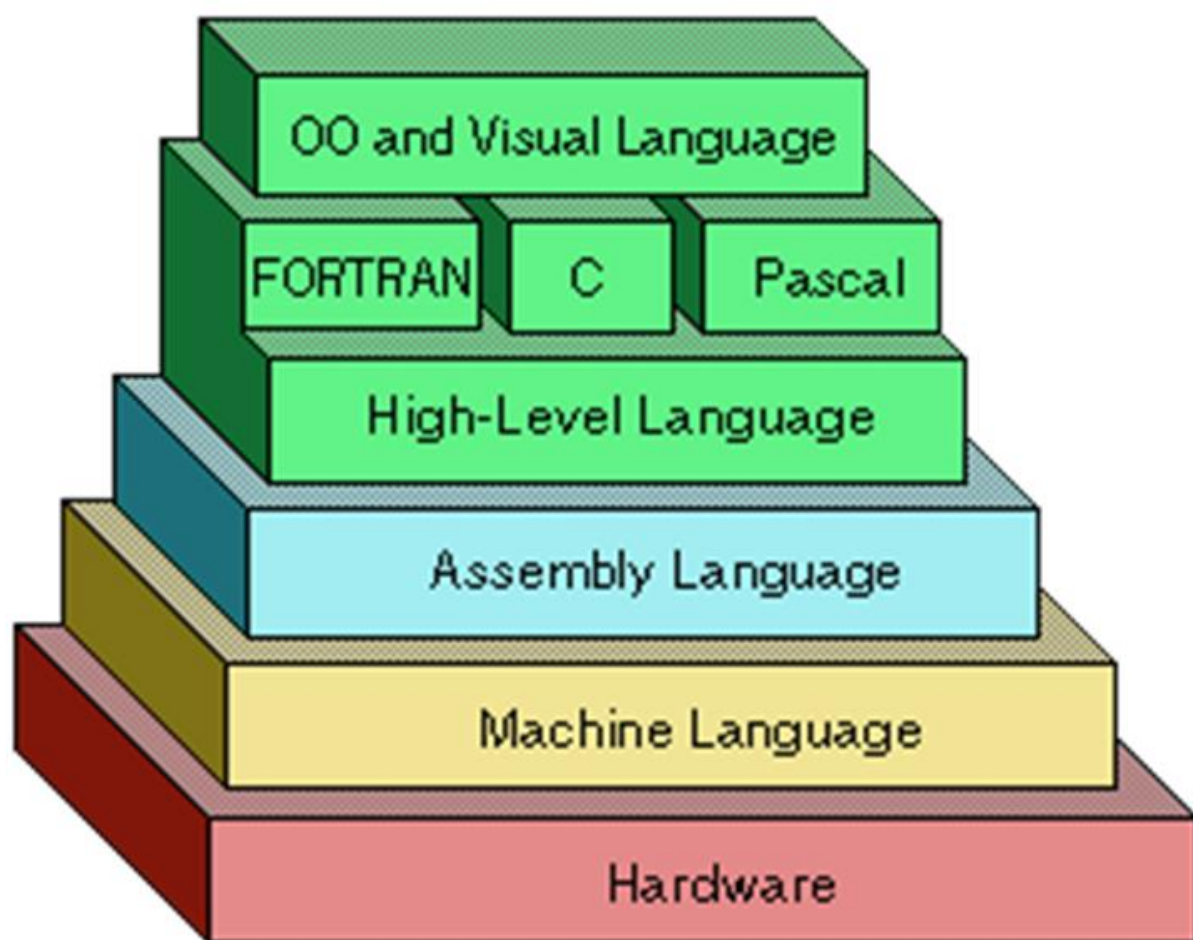 OO and Visual Language
FORTRAN C Pascal
High-Level Language
Assembly Language
Machine Language
Hardware